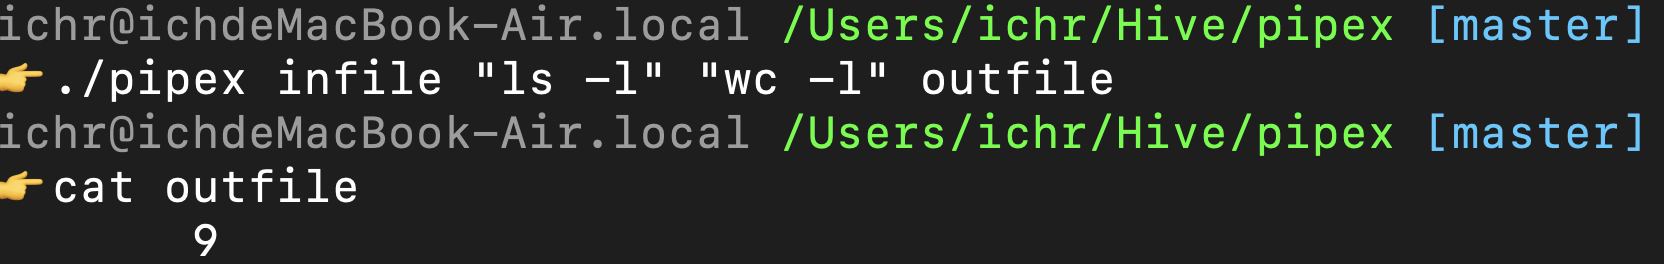 ichr@ichdeMacBook-Air.local /Users/ichr/Hive/pipex [master]
👉./pipex infile "ls -l" "wc -l" outfile
ichr@ichdeMacBook-Air.local /Users/ichr/Hive/pipex [master]
👉cat outfile
9